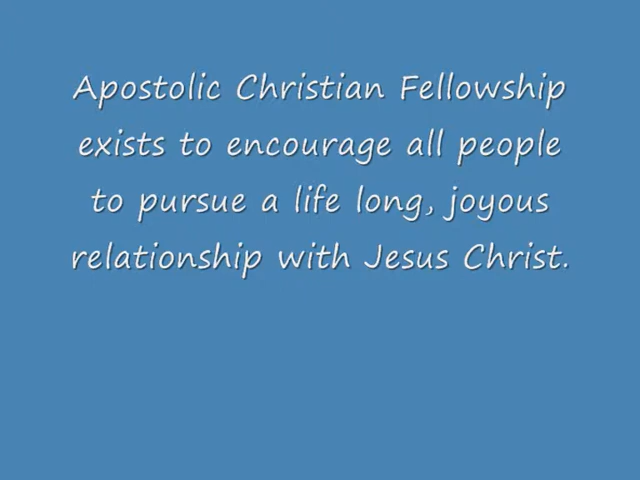 Apostolic Christian Fellowship
exists to encourage all people
to pursue a life long, joyous
relationship with Jesus Christ.